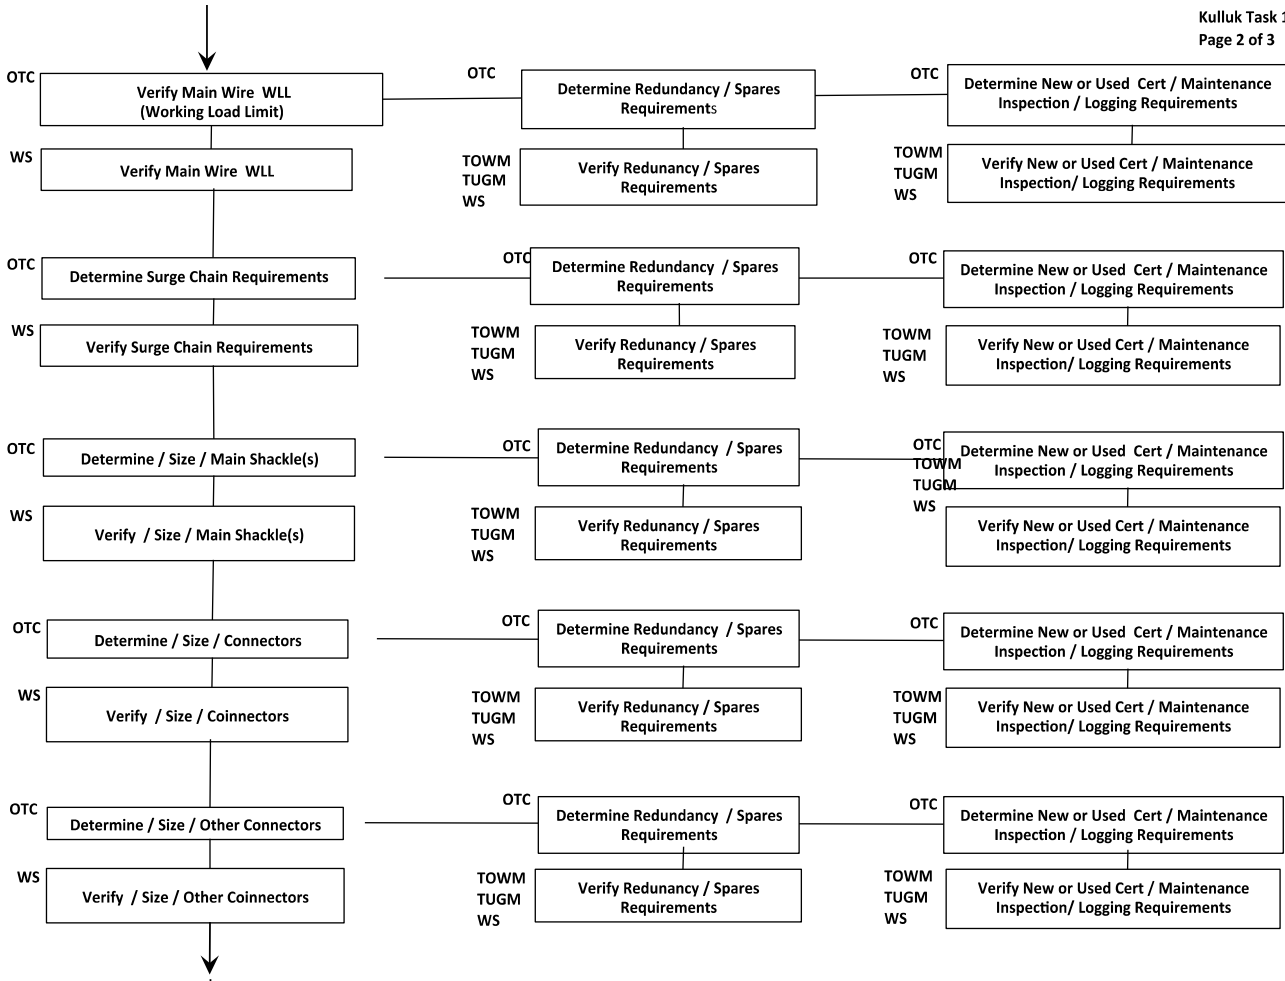 Kulluk Task 1
Page 2 of 3
OTC
Verify Main Wire WLL
(Working Load Limit)
OTC
Determine Redundancy / Spares
Requirements
OTC
Determine New or Used Cert / Maintenance
Inspection / Logging Requirements
WS
Verify Main Wire WLL
TOWM
TUGM
WS
Verify Redunancy / Spares
Requirements
TOWM
TUGM
WS
Verify New or Used Cert / Maintenance
Inspection/ Logging Requirements
OTC
Determine Surge Chain Requirements
OTC
Determine Redundancy / Spares
Requirements
OTC
Determine New or Used Cert / Maintenance
Inspection / Logging Requirements
WS
Verify Surge Chain Requirements
TOWM
TUGM
WS
Verify Redunancy / Spares
Requirements
TOWM
TUGM
WS
Verify New or Used Cert / Maintenance
Inspection/ Logging Requirements
OTC
Determine / Size / Main Shackle(s)
OTC
Determine Redundancy / Spares
Requirements
OTC
Determine New or Used Cert / Maintenance
Inspection / Logging Requirements
WS
Verify / Size / Main Shackle(s)
TOWM
TUGM
WS
Verify Redunancy / Spares
Requirements
TOWM
TUGM
WS
Verify New or Used Cert / Maintenance
Inspection/ Logging Requirements
OTC
Determine / Size / Connectors
OTC
Determine Redundancy / Spares
Requirements
OTC
Determine New or Used Cert / Maintenance
Inspection / Logging Requirements
WS
Verify / Size / Coinnectors
TOWM
TUGM
WS
Verify Redunancy / Spares
Requirements
TOWM
TUGM
WS
Verify New or Used Cert / Maintenance
Inspection/ Logging Requirements
OTC
Determine / Size / Other Connectors
OTC
Determine Redundancy / Spares
Requirements
OTC
Determine New or Used Cert / Maintenance
Inspection / Logging Requirements
WS
Verify / Size / Other Coinnectors
TOWM
TUGM
WS
Verify Redunancy / Spares
Requirements
TOWM
TUGM
WS
Verify New or Used Cert / Maintenance
Inspection/ Logging Requirements